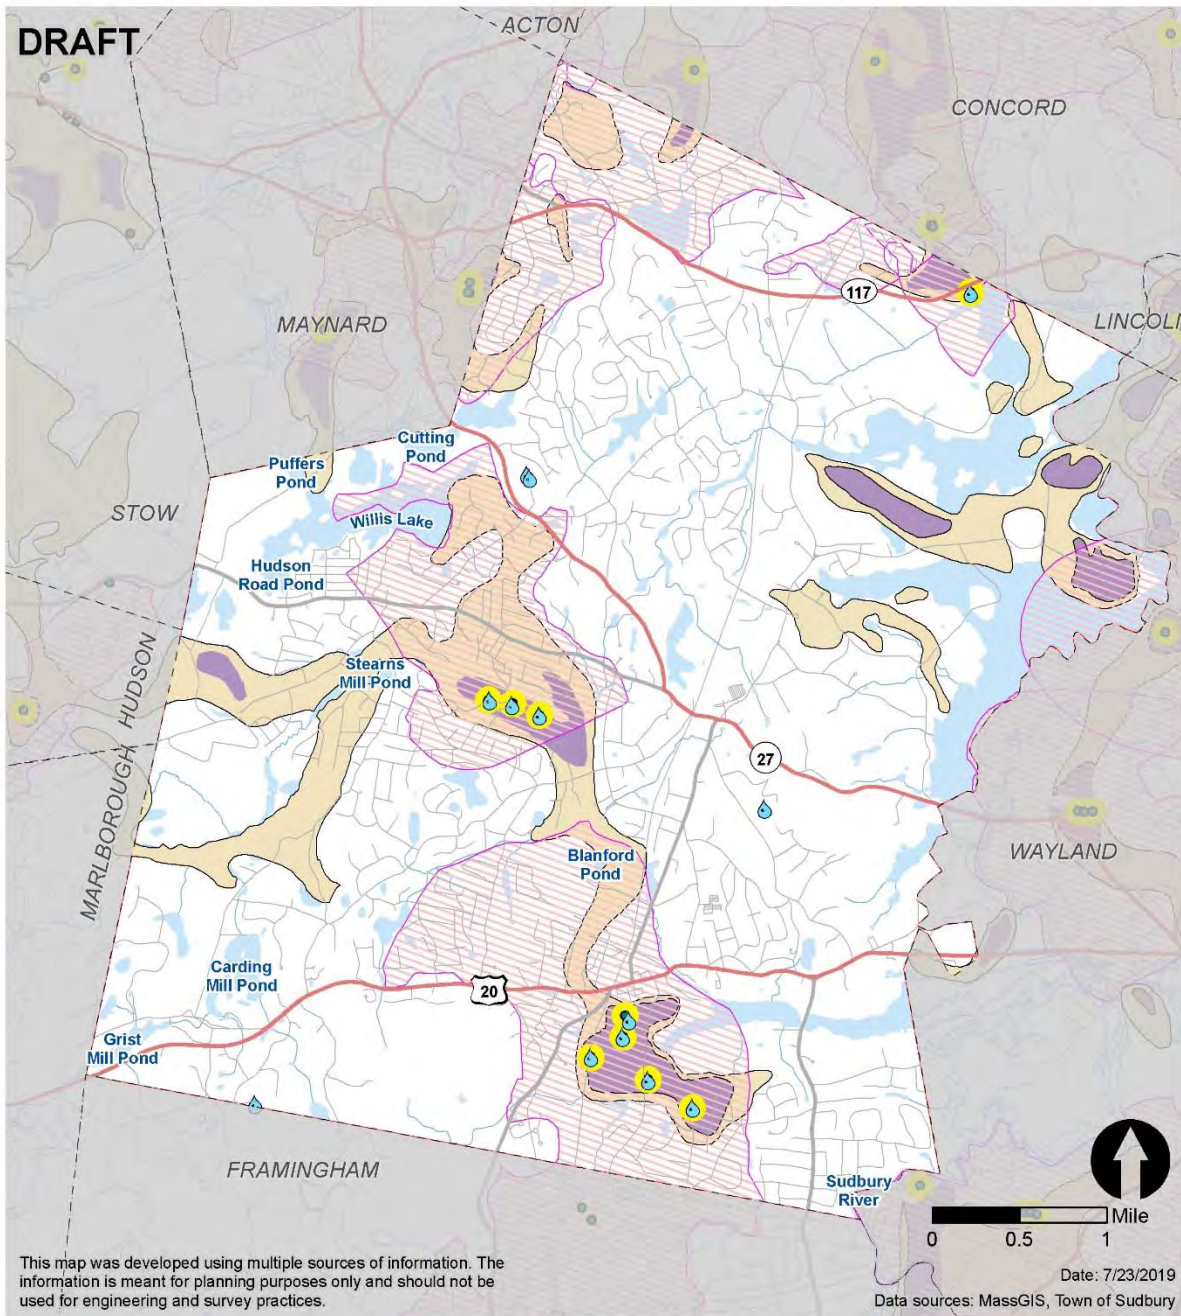 DRAFT
ACTON
CONCORD
117
MAYNARD
LINCOL
Cutting
Pond
Puffers
Pond
STOW
Willis Lake
Hudson
Road Pond
Stearns
Mill Pond
MARLBOROUGH
HUDSON
27
Blanford
Pond
WAYLAND
Carding
Mill Pond
20
Grist
Mill Pond
FRAMINGHAM
Sudbury
River
Mile
0 0.5 1
This map was developed using multiple sources of information. The
information is meant for planning purposes only and should not be
used for engineering and survey practices.
Date: 7/23/2019
Data sources: MassGIS, Town of Sudbury